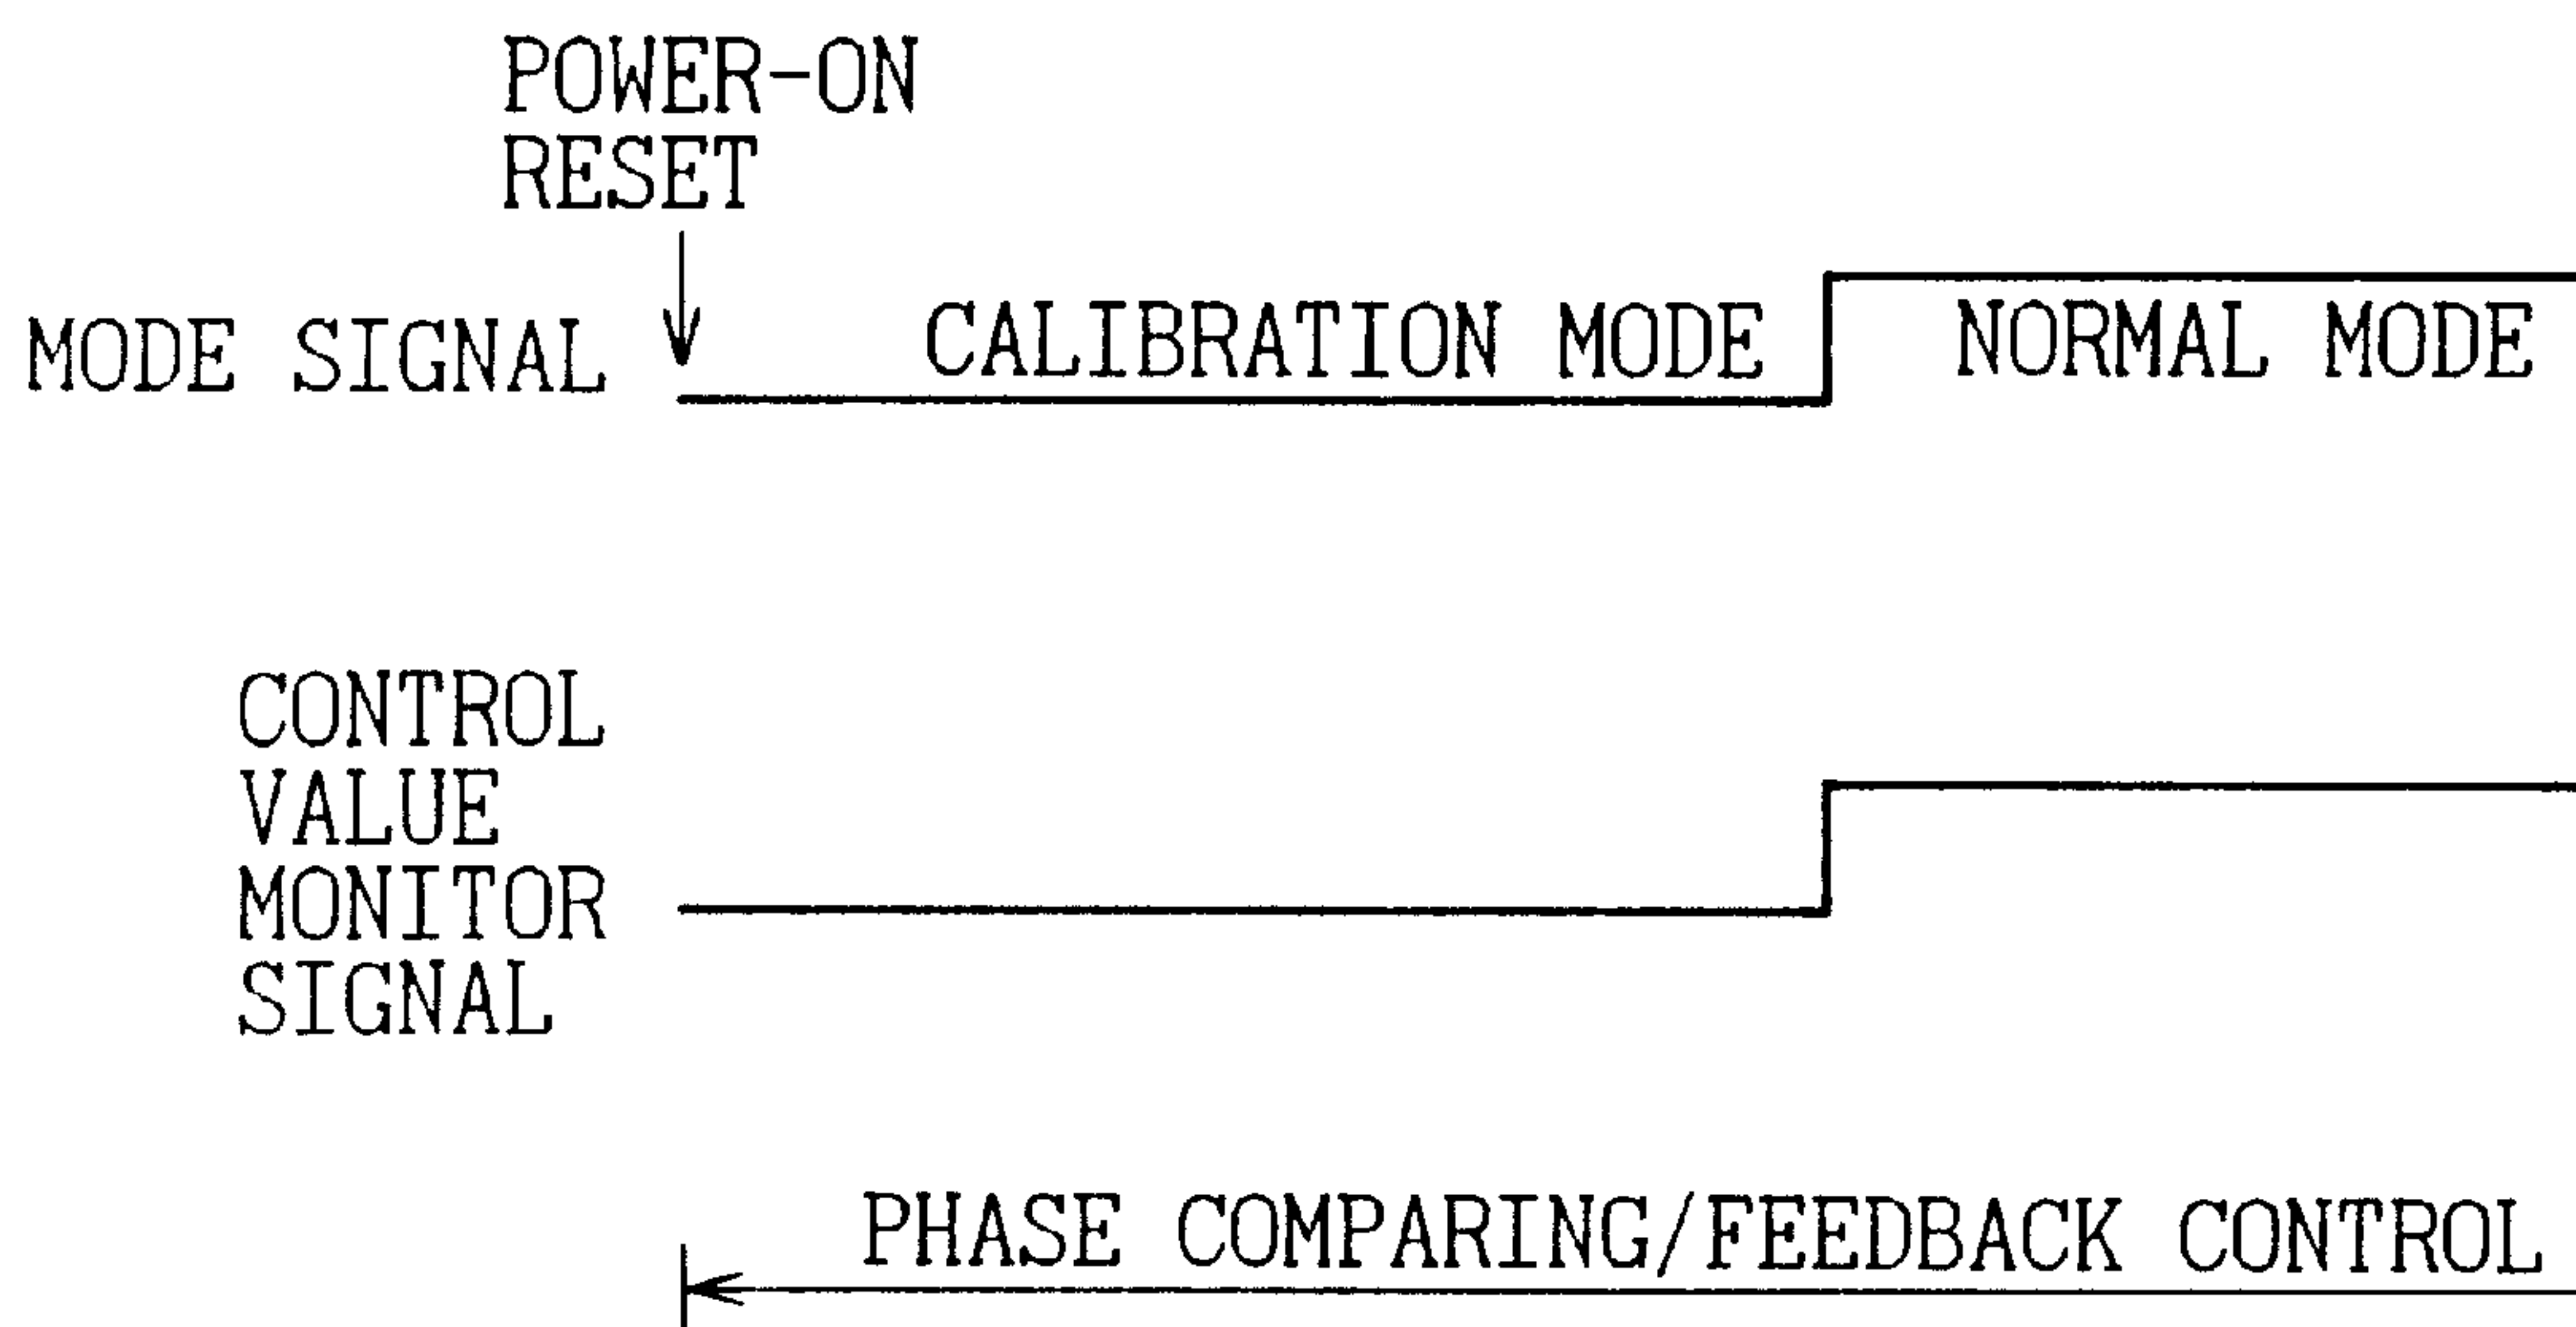 POWER-ON
RESET
MODE SIGNAL
CALIBRATION MODE
NORMAL MODE
CONTROL
VALUE
MONITOR
SIGNAL
PHASE COMPARING/FEEDBACK CONTROL